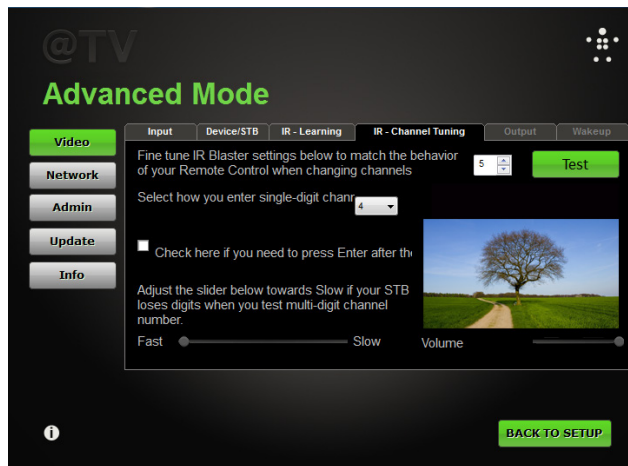 @TV
Advanced Mode
Video
Network
Admin
Update
Info
Input Device/STB IR - Learning IR - Channel Tuning Output Wakeup
Fine tune IR Blaster settings below to match the behavior
of your Remote Control when changing channels
5
Test
Select how you enter single-digit chann
4
Check here if you need to press Enter after the
Adjust the slider below towards Slow if your STB
loses digits when you test multi-digit channel
number.
Fast Slow Volume
BACK TO SETUP